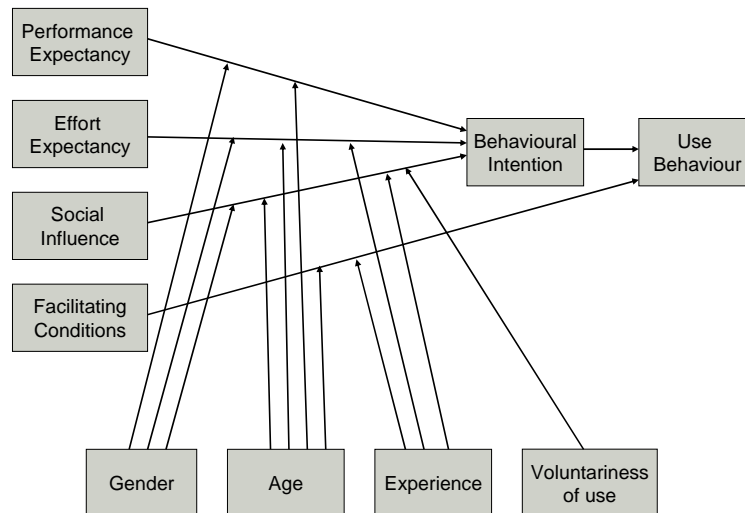 Performance
Expectancy
Effort
Expectancy
Behavioural
Intention
Use
Behaviour
Social
Influence
Facilitating
Conditions
Gender
Age
Experience
Voluntariness
of use